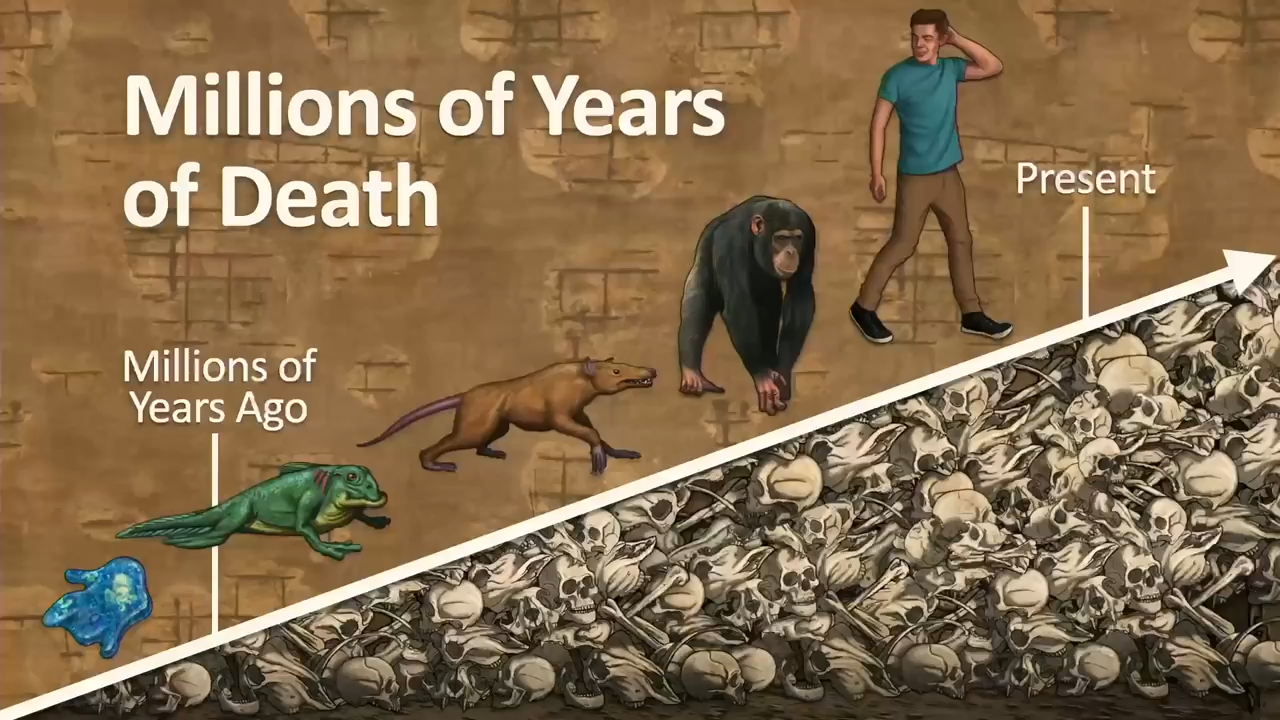 Millions of Years
of Death
Present
Millions of
Years Ago